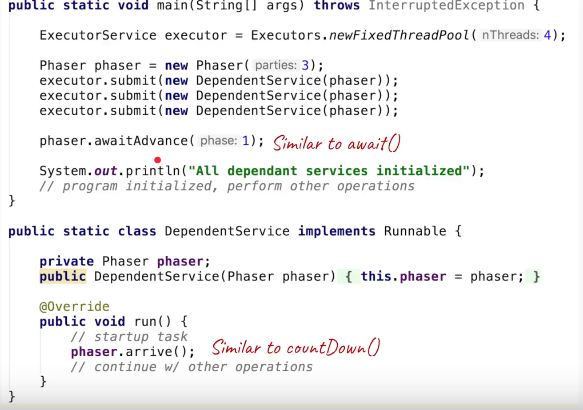 public static void main(String[] args) throws InterruptedException {
ExecutorService executor = Executors.newFixedThreadPool( nThreads: 4);
Phaser phaser = new Phaser( parties: 3);
executor.submit(new DependentService(phaser));
executor.submit(new DependentService(phaser));
executor.submit(new DependentService(phaser));
phaser.awaitAdvance( phase: 1); Similar to await()
System.out.println("All dependant services initialized");
// program initialized, perform other operations
}
public static class DependentService implements Runnable {
private Phaser phaser;
public DependentService(Phaser phaser) { this.phaser = phaser; }
@Override
public void run() {
// startup task
phaser.arrive(); Similar to countDown()
// continue w/ other operations
}
}